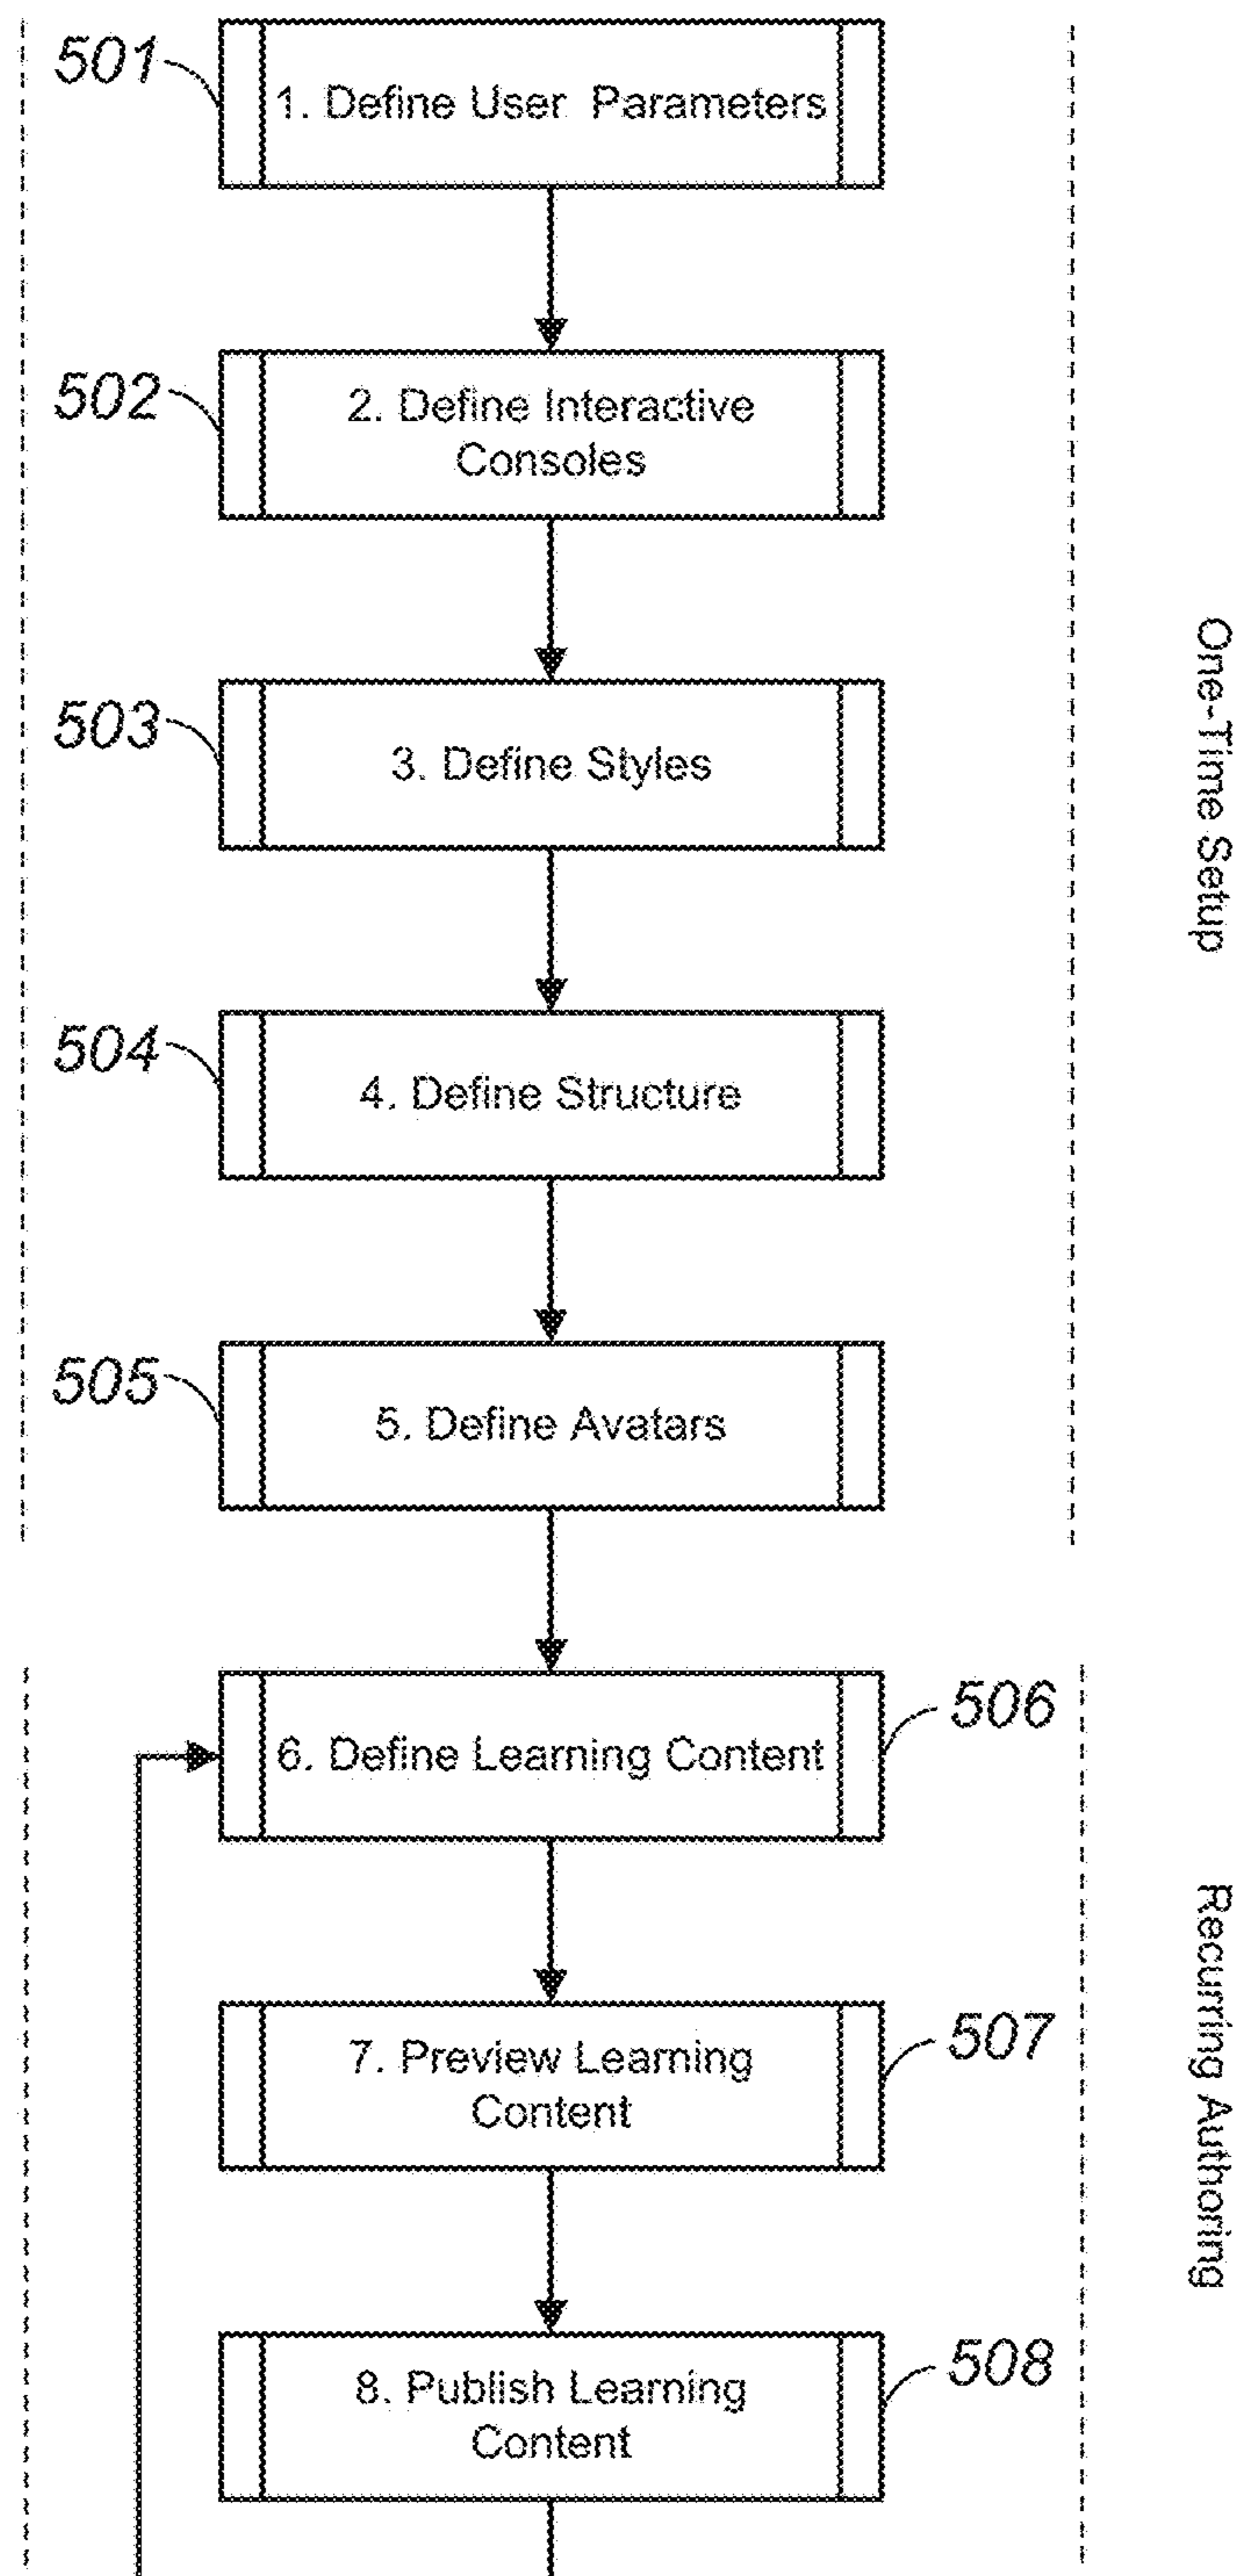 501
1. Define User Parameters
502
2. Define Interactive
Consoles
503
3. Define Styles
One-Time Setup
504
4. Define Structure
505
5. Define Avatars
506
6. Define Learning Content
507
7. Preview Learning
Content
Recurring Authoring
508
8. Publish Learning
Content